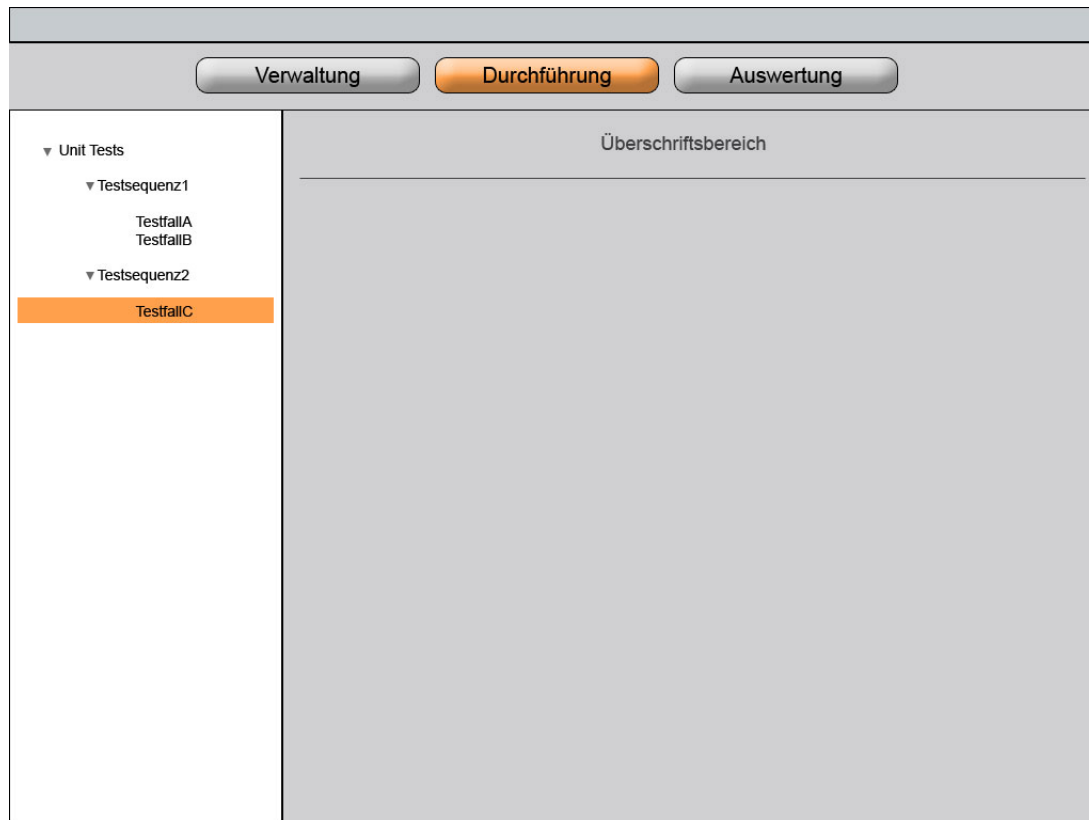 Verwaltung Durchführung Auswertung
Überschriftsbereich
Unit Tests
Testsequenz1
TestfallA
TestfallB
Testsequenz2
TestfallC